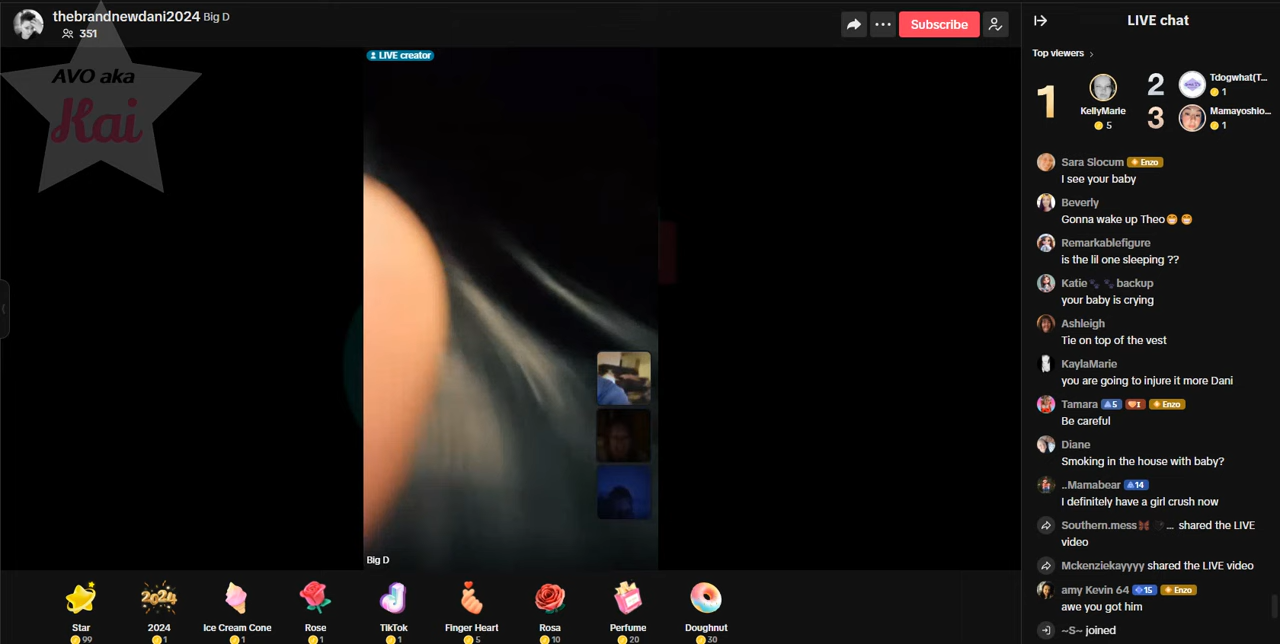 thebrandnewdani2024 Big D
351
Subscribe
LIVE chat
AVO aka
Kai
LIVE creator
Top viewers
1
KellyMarie
5
2
Tdogwhat(T...
1
3
Mamayoshio...
1
Sara Slocum Enzo
I see your baby
Beverly
Gonna wake up Theo😁 😁
Remarkablefigure
is the lil one sleeping ??
Katie🐾 🐾backup
your baby is crying
Ashleigh
Tie on top of the vest
KaylaMarie
you are going to injure it more Dani
Tamara 5 I Enzo
Be careful
Diane
Smoking in the house with baby?
..Mamabear 14
I definitely have a girl crush now
Southern.mess ... shared the LIVE
video
Mckenziekayyyy shared the LIVE video
amy Kevin 64 15 Enzo
awe you got him
~S~ joined
Big D
2024
Star
99
2024
1
Ice Cream Cone
1
Rose
1
TikTok
1
Finger Heart
5
Rosa
10
Perfume
20
Doughnut
30